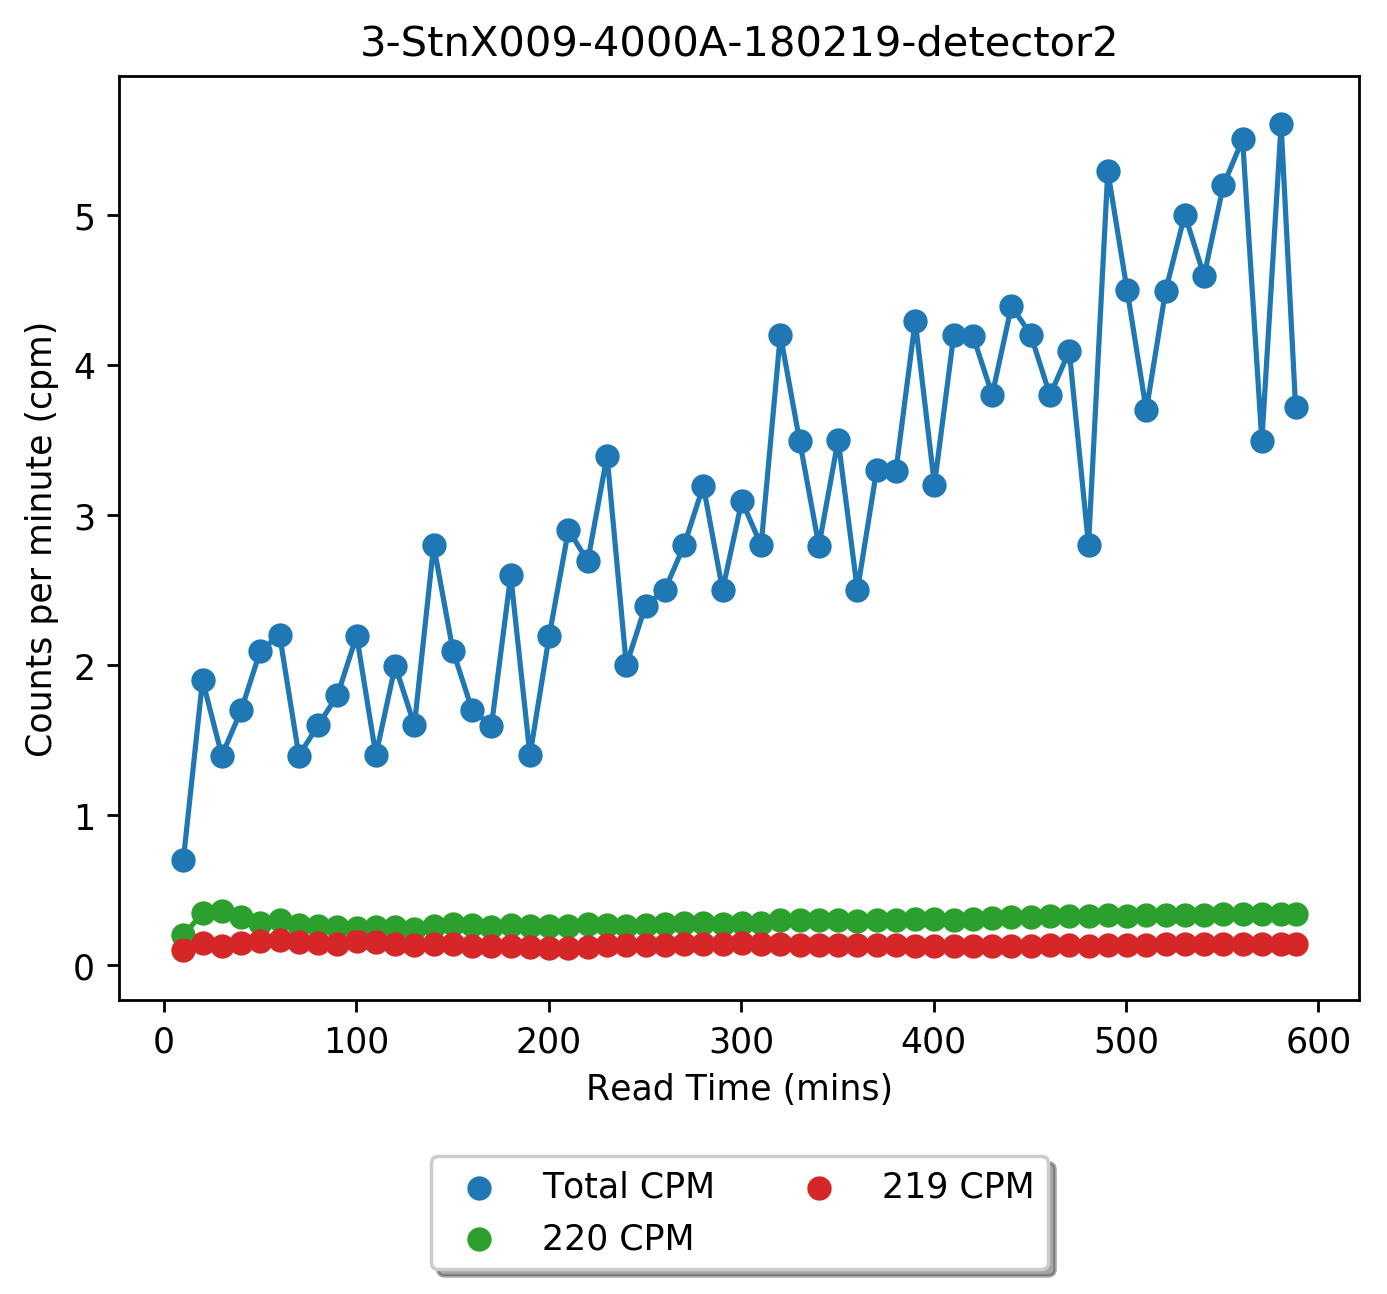 3-StnX009-4000A-180219-detector2
Counts per minute (cpm)
5
4
3
2
1
0
0 100 200 300 400 500 600
Read Time (mins)
Total CPM 219 CPM
220 CPM